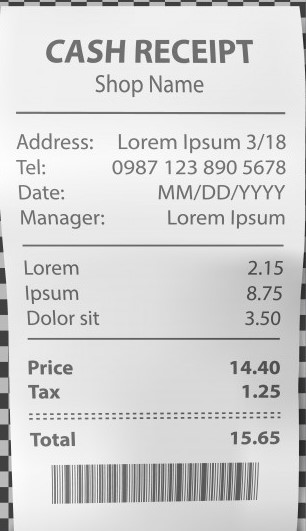 CASH RECEIPT
Shop Name
Address: Lorem Ipsum 3/18
Tel: 0987 123 890 5678
Date: MM/DD/YYYY
Manager: Lorem Ipsum
Lorem 2.15
Ipsum 8.75
Dolor sit 3.50
Price 14.40
Tax 1.25
Total 15.65